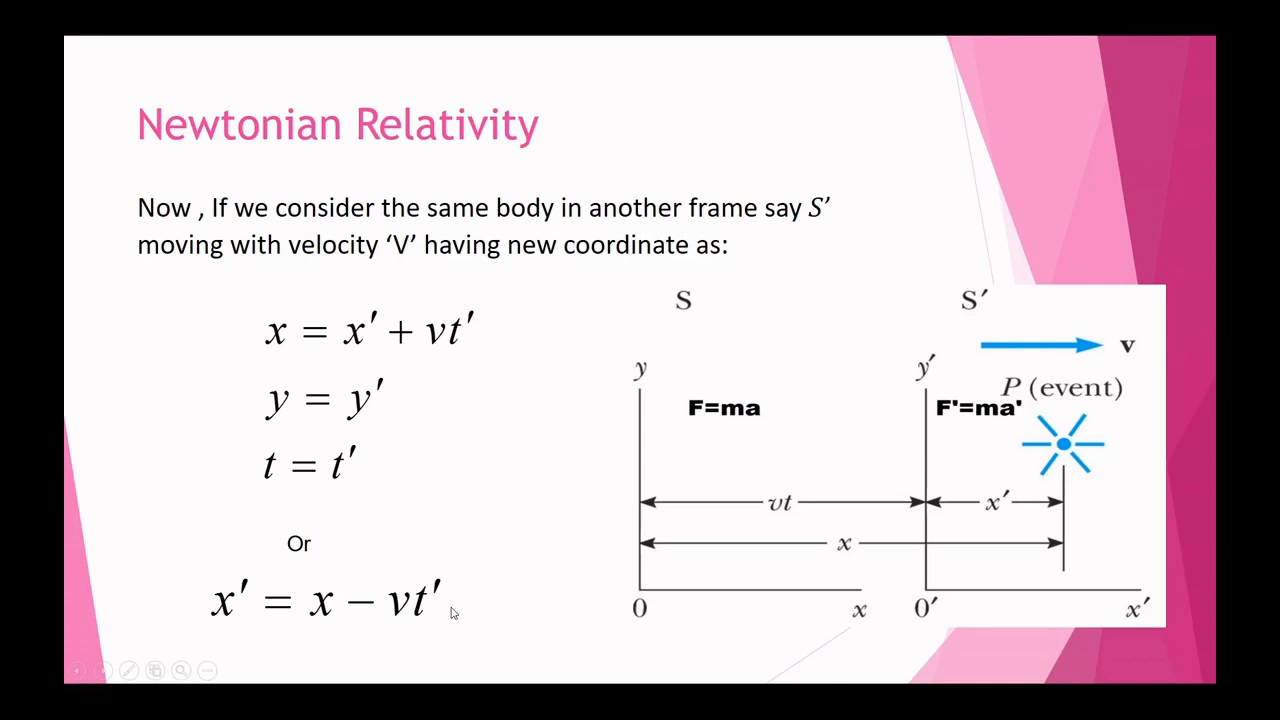 Newtonian Relativity
Now , If we consider the same body in another frame say S’
moving with velocity ‘V’ having new coordinate as:
x = x′ + vt′
y = y′
t = t′
Or
x′ = x − vt′
S
S′
v
y
y′
P (event)
F=ma
F'=ma'
vt
x′
x
0
x
0′
x′